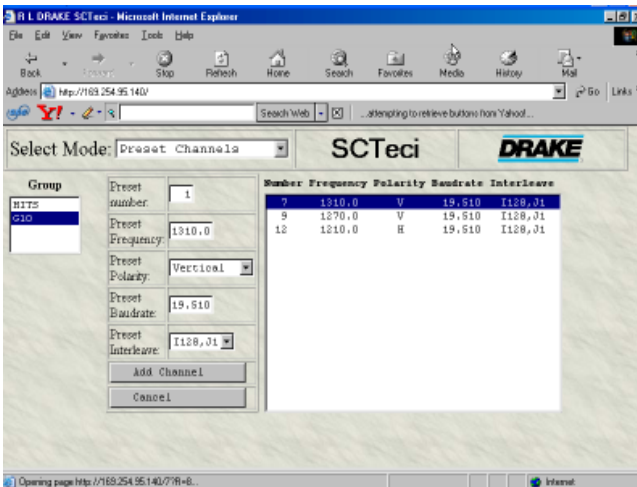 R L DRAKE SCTeci - Microsoft Internet Explorer
File Edit View Favorites Tools Help
Back Forward Stop Refresh Home Search Favorites Media History Mail
Address http://169.254.95.140/ Go Links
Y! Search Web ...attempting to retrieve buttons from Yahoo!...
Select Mode: Preset Channels SCTeci DRAKE
Group
HITS
G10
Preset number: 1
Preset Frequency: 1310.0
Preset Polarity: Vertical
Preset Baudrate: 19.510
Preset Interleave: I128,J1
Add Channel
Cancel
Number Frequency Polarity Baudrate Interleave
7 1310.0 V 19.510 I128,J1
9 1270.0 V 19.510 I128,J1
12 1210.0 H 19.510 I128,J1
Opening page http://169.254.95.140/7?R=8... Internet